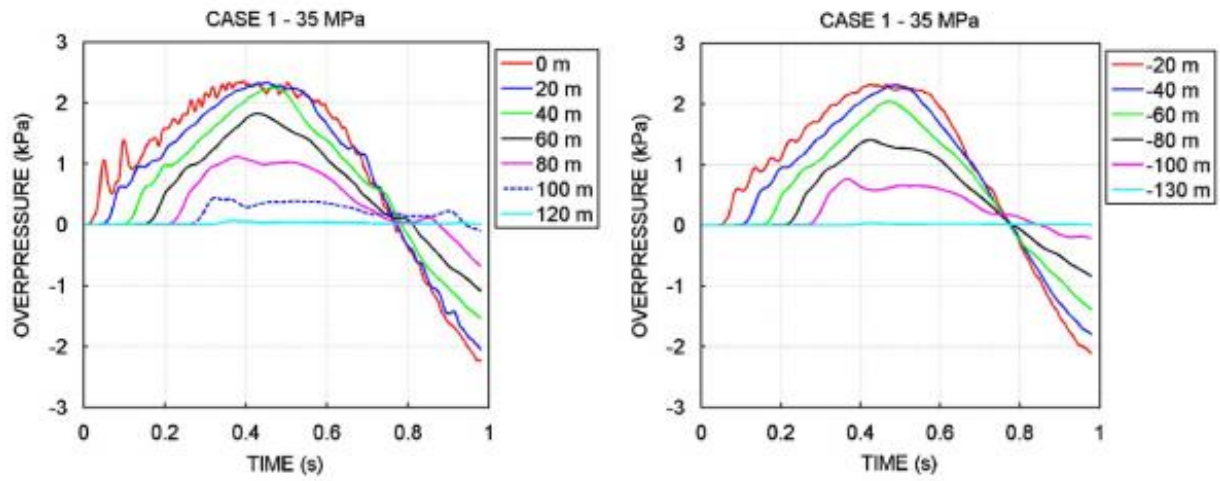 CASE 1 - 35 MPa
OVERPRESSURE (kPa)
3
2
1
0
-1
-2
-3
0
0.2
0.4
0.6
0.8
1
TIME (s)
0 m
20 m
40 m
60 m
80 m
100 m
120 m
CASE 1 - 35 MPa
OVERPRESSURE (kPa)
3
2
1
0
-1
-2
-3
0
0.2
0.4
0.6
0.8
1
TIME (s)
-20 m
-40 m
-60 m
-80 m
-100 m
-130 m